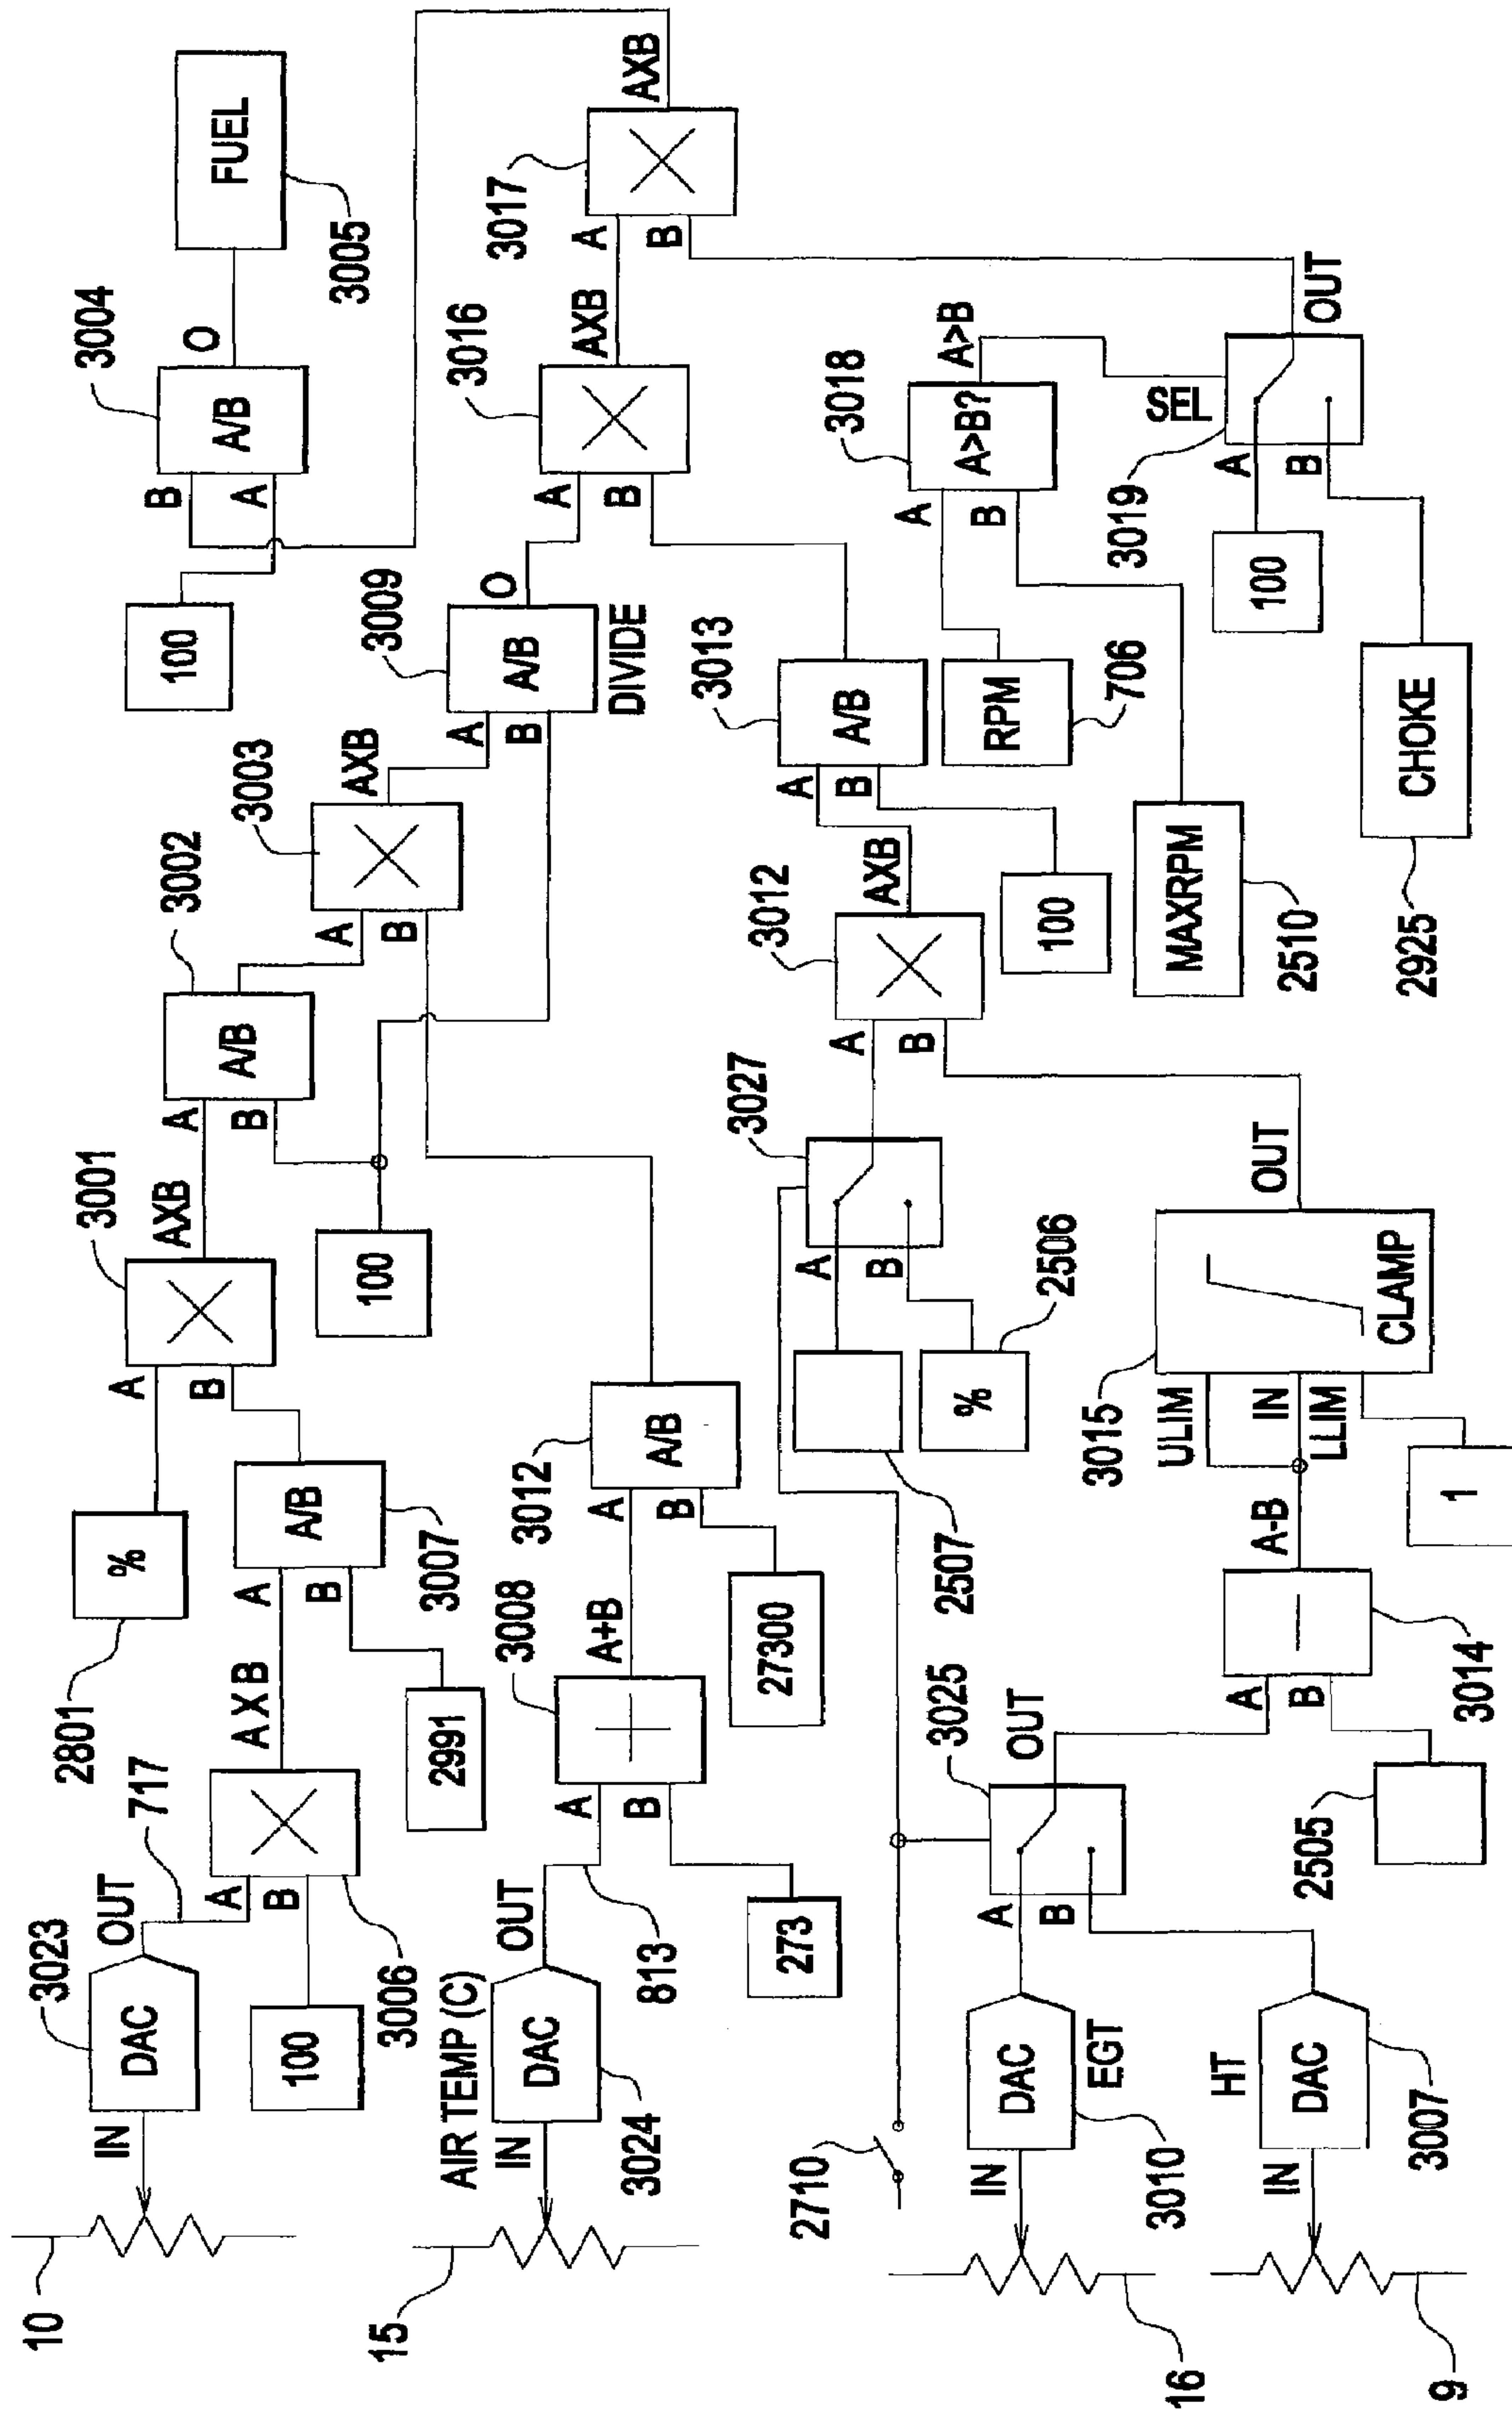 10
IN
DAC
3023
OUT
717
A
B
100
3006
A X B
2991
A
B
A/B
3007
2801
%
A
B
3001
AXB
100
A
B
A/B
3002
A
B
3003
AXB
A
B
A/B
3009
O
DIVIDE
100
B
A
A/B
3004
O
FUEL
3005
15
AIR TEMP (C)
IN
DAC
3024
OUT
813
273
A
B
3008
A+B
27300
A
B
A/B
3012
A
B
3016
AXB
A
B
3017
AXB
2710
16
IN
DAC
EGT
3010
9
IN
HT
DAC
3007
A
B
3025
OUT
2505
A
B
3014
A-B
1
ULIM
IN
LLIM
3015
CLAMP
OUT
2507
%
2506
A
B
3027
A
B
3012
AXB
100
A
B
A/B
3013
RPM
706
MAXRPM
2510
A
B
A>B?
3018
A>B
CHOKE
2925
100
A
B
SEL
3019
OUT